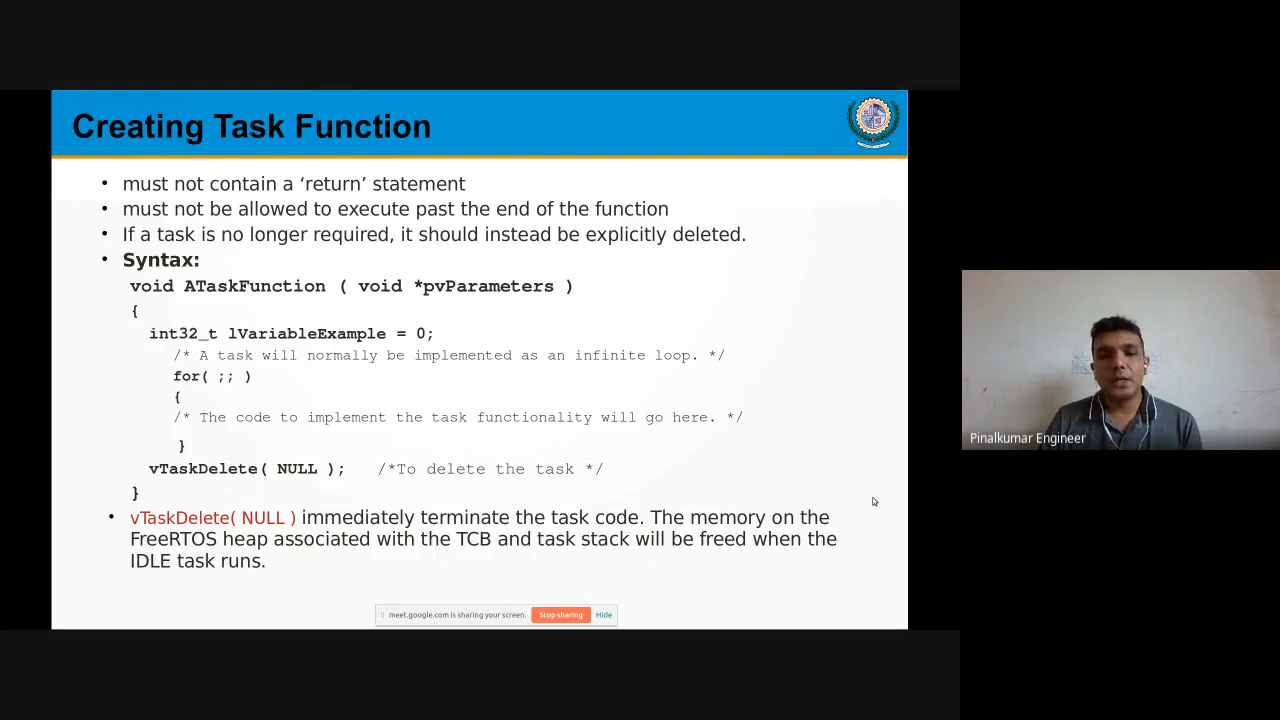 Creating Task Function
• must not contain a ‘return’ statement
• must not be allowed to execute past the end of the function
• If a task is no longer required, it should instead be explicitly deleted.
• Syntax:
void ATaskFunction ( void *pvParameters )
{
int32_t lVariableExample = 0;
/* A task will normally be implemented as an infinite loop. */
for( ;; )
{
/* The code to implement the task functionality will go here. */
}
vTaskDelete( NULL ); /*To delete the task */
}
• vTaskDelete( NULL ) immediately terminate the task code. The memory on the
FreeRTOS heap associated with the TCB and task stack will be freed when the
IDLE task runs.
meet.google.com is sharing your screen. Stop sharing Hide
Pinalkumar Engineer